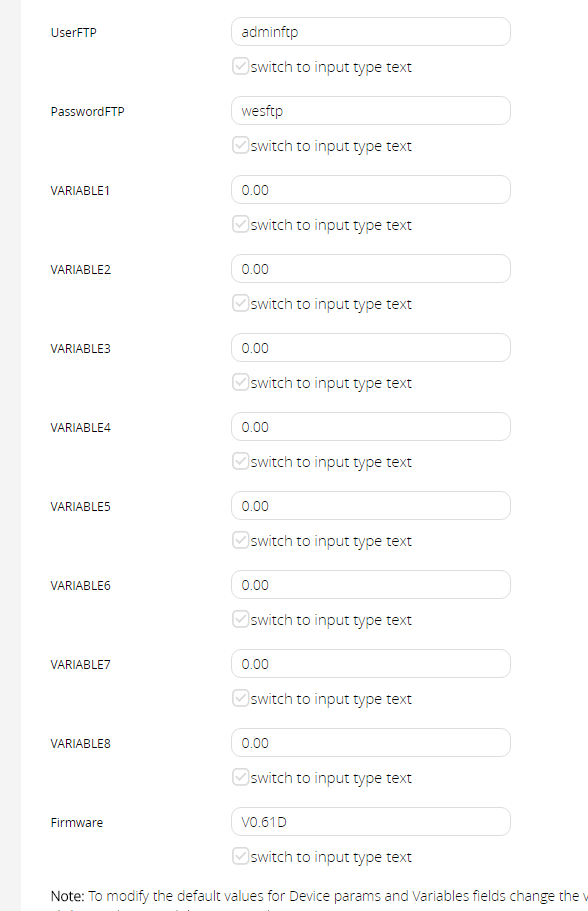 UserFTP adminftp
switch to input type text
PasswordFTP wesftp
switch to input type text
VARIABLE1 0.00
switch to input type text
VARIABLE2 0.00
switch to input type text
VARIABLE3 0.00
switch to input type text
VARIABLE4 0.00
switch to input type text
VARIABLE5 0.00
switch to input type text
VARIABLE6 0.00
switch to input type text
VARIABLE7 0.00
switch to input type text
VARIABLE8 0.00
switch to input type text
Firmware V0.61D
switch to input type text
Note: To modify the default values for Device params and Variables fields change the